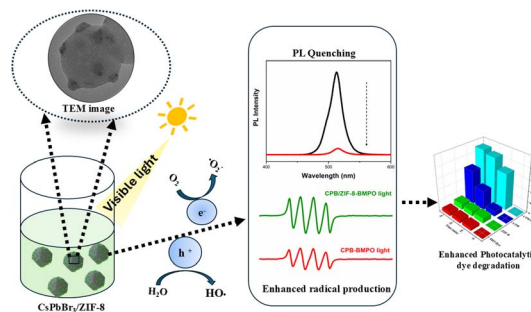 TEM image
Visible light
CsPbBr₃/ZIF-8
O₂
˙O₂⁻
e⁻
h⁺
H₂O
HO•
PL Quenching
PL Intensity
400
500
600
Wavelength (nm)
CPB/ZIF-8-BMPO light
CPB-BMPO light
Enhanced radical production
Enhanced Photocatalyti
dye degradation